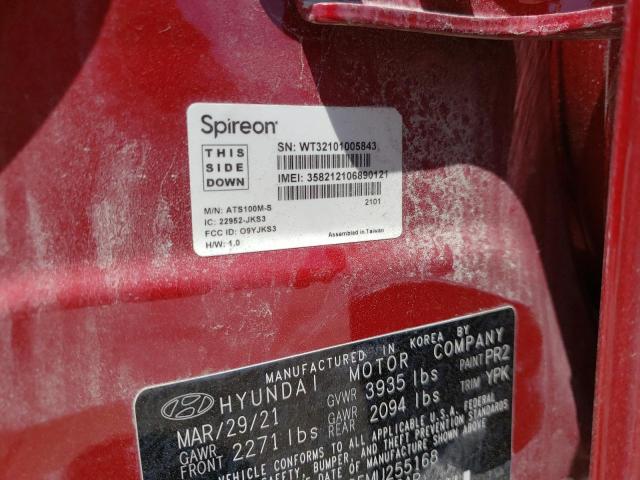 Spireon
THIS
SIDE
DOWN
SN: WT32101005843
IMEI: 358212106890121
2101
M/N: ATS100M-S
IC: 22952-JKS3
FCC ID: O9YJKS3
H/W: 1.0
Assembled in Taiwan
MANUFACTURED IN KOREA BY
HYUNDAI MOTOR COMPANY
MAR/29/21 GVWR 3935 lbs PAINT PR2
GAWR FRONT 2271 lbs GAWR REAR 2094 lbs TRIM YPK
VEHICLE CONFORMS TO ALL APPLICABLE U.S.A. FEDERAL
SAFETY, BUMPER, AND THEFT PREVENTION
DATE OF MANUFACTURE SHOWN ABOVE
MU255168